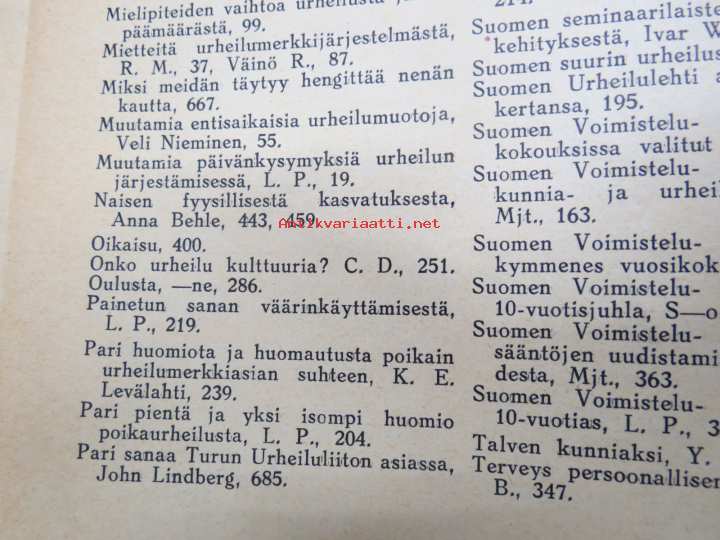 Mielipiteiden vaihtoa urheilusta ja
päämäärästä, 99.
Mietteitä urheilumerkkijärjestelmästä,
R. M., 37, Väinö R., 87.
Miksi meidän täytyy hengittää nenän
kautta, 667.
Muutamia entisaikaisia urheilumuotoja,
Veli Nieminen, 55.
Muutamia päivänkysymyksiä urheilun
järjestämisessä, L. P., 19.
Naisen fyysillisestä kasvatuksesta,
Anna Behle, 443, 459.
Oikaisu, 400.
Onko urheilu kulttuuria? C. D., 251.
Oulusta, —ne, 286.
Painetun sanan väärinkäyttämisestä,
L. P., 219.
Pari huomiota ja huomautusta poikain
urheilumerkkiasian suhteen, K. E.
Levälahti, 239.
Pari pientä ja yksi isompi huomio
poikaurheilusta, L. P., 204.
Pari sanaa Turun Urheiluliiton asiassa,
John Lindberg, 685.
214.
Suomen seminaarilaiste
kehityksestä, Ivar W
Suomen suurin urheilus
Suomen Urheilulehti a
kertansa, 195.
Suomen Voimistelu-
kokouksissa valitut
Suomen Voimistelu-
kunnia- ja urheil
Mjt., 163.
Suomen Voimistelu-
kymmenes vuosikok
Suomen Voimistelu-
10-vuotisjuhla, S—o
Suomen Voimistelu-
sääntöjen uudistami
desta, Mjt., 363.
Suomen Voimistelu-
10-vuotias, L. P., 3
Talven kunniaksi, Y.
Terveys persoonallisen
B., 347.
Antikvariaatti.net